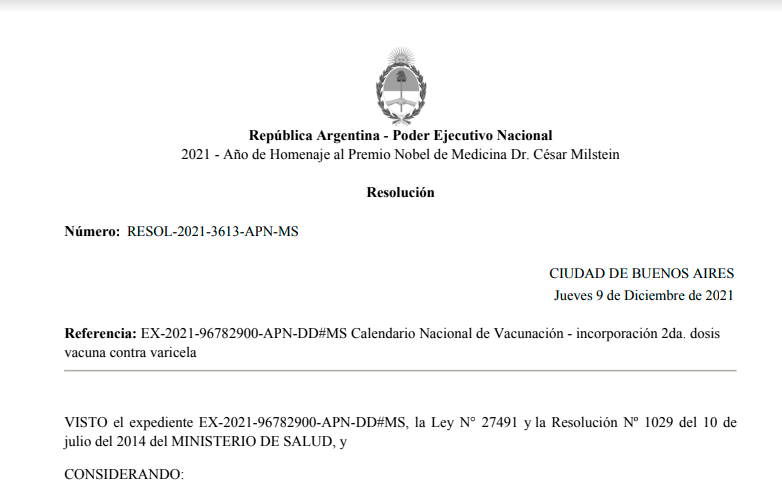 República Argentina - Poder Ejecutivo Nacional
2021 - Año de Homenaje al Premio Nobel de Medicina Dr. César Milstein
Resolución
Número: RESOL-2021-3613-APN-MS
CIUDAD DE BUENOS AIRES
Jueves 9 de Diciembre de 2021
Referencia: EX-2021-96782900-APN-DD#MS Calendario Nacional de Vacunación - incorporación 2da. dosis
vacuna contra varicela
VISTO el expediente EX-2021-96782900-APN-DD#MS, la Ley N° 27491 y la Resolución Nº 1029 del 10 de
julio del 2014 del MINISTERIO DE SALUD, y
CONSIDERANDO: